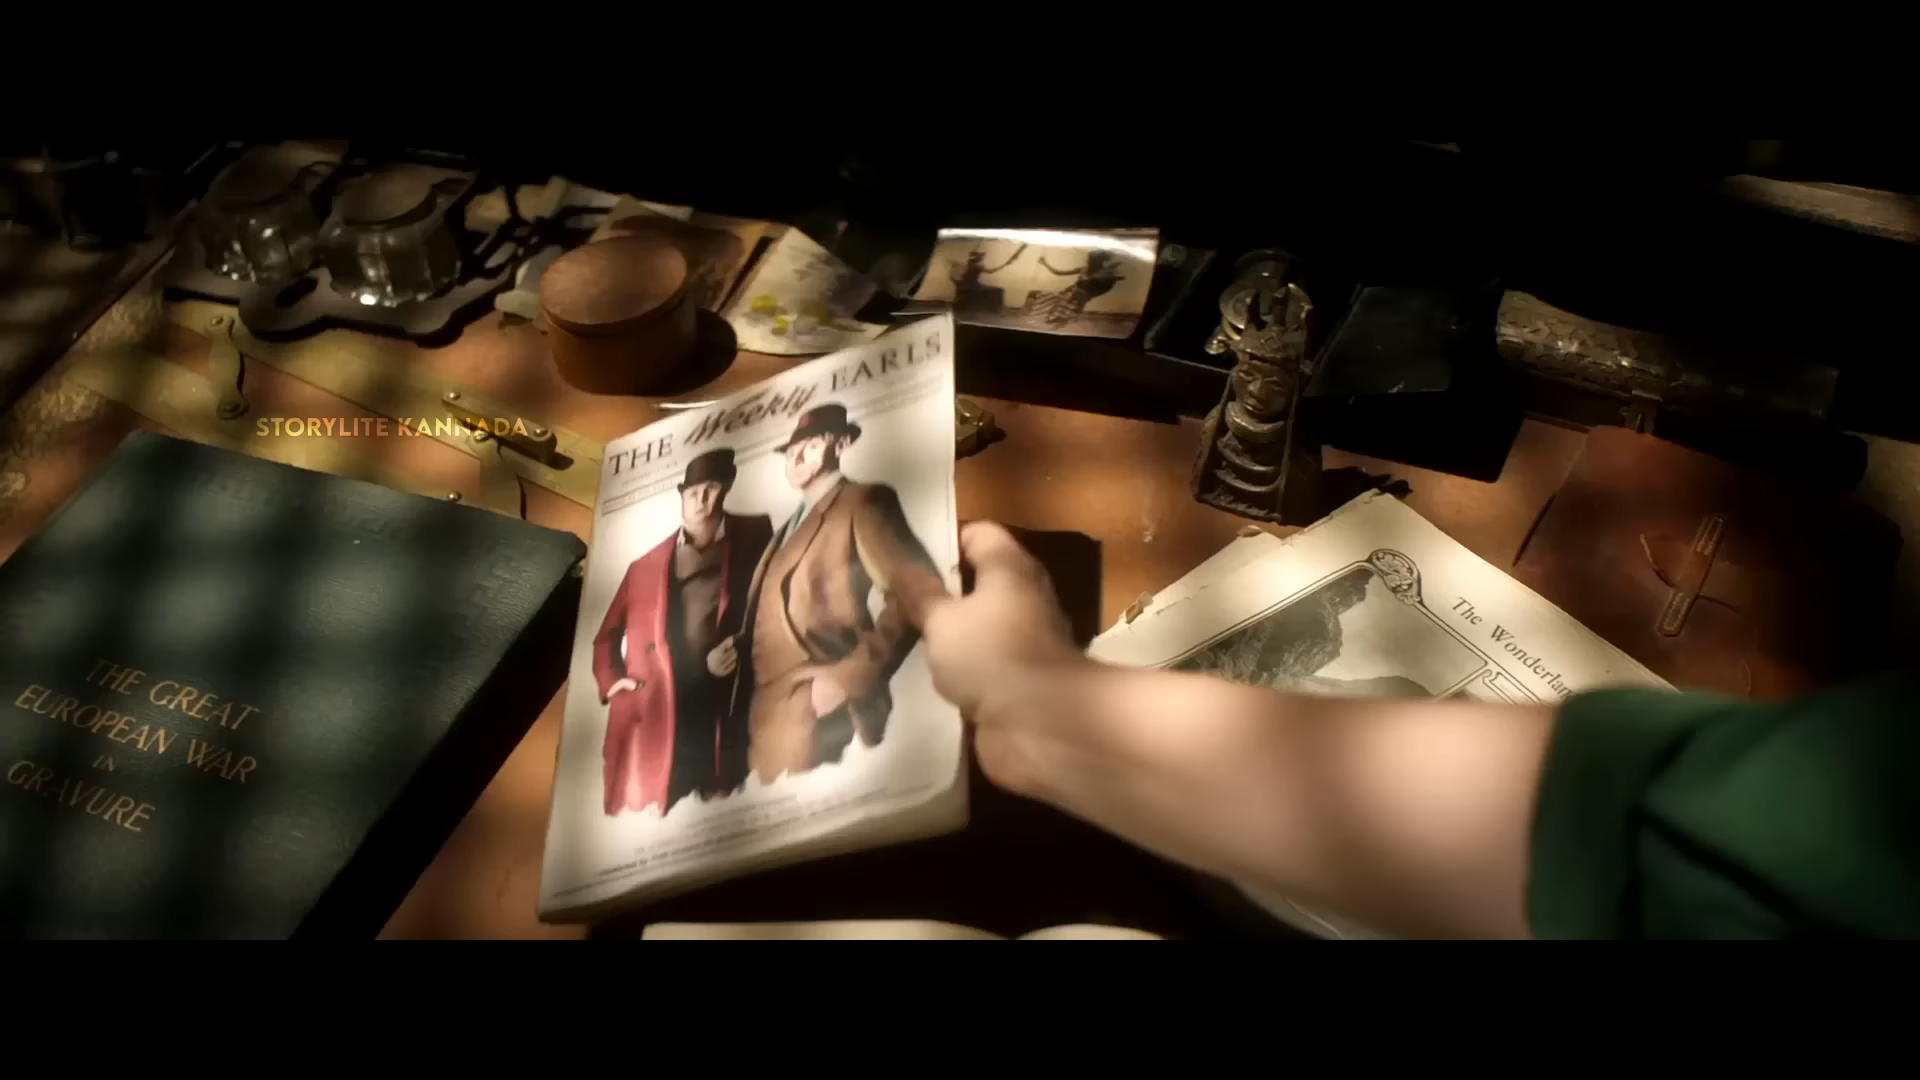 STORYLITE KANNADA
THE Weekly EARLS
THE GREAT
EUROPEAN WAR
IN
GRAVURE
The Wonderlan